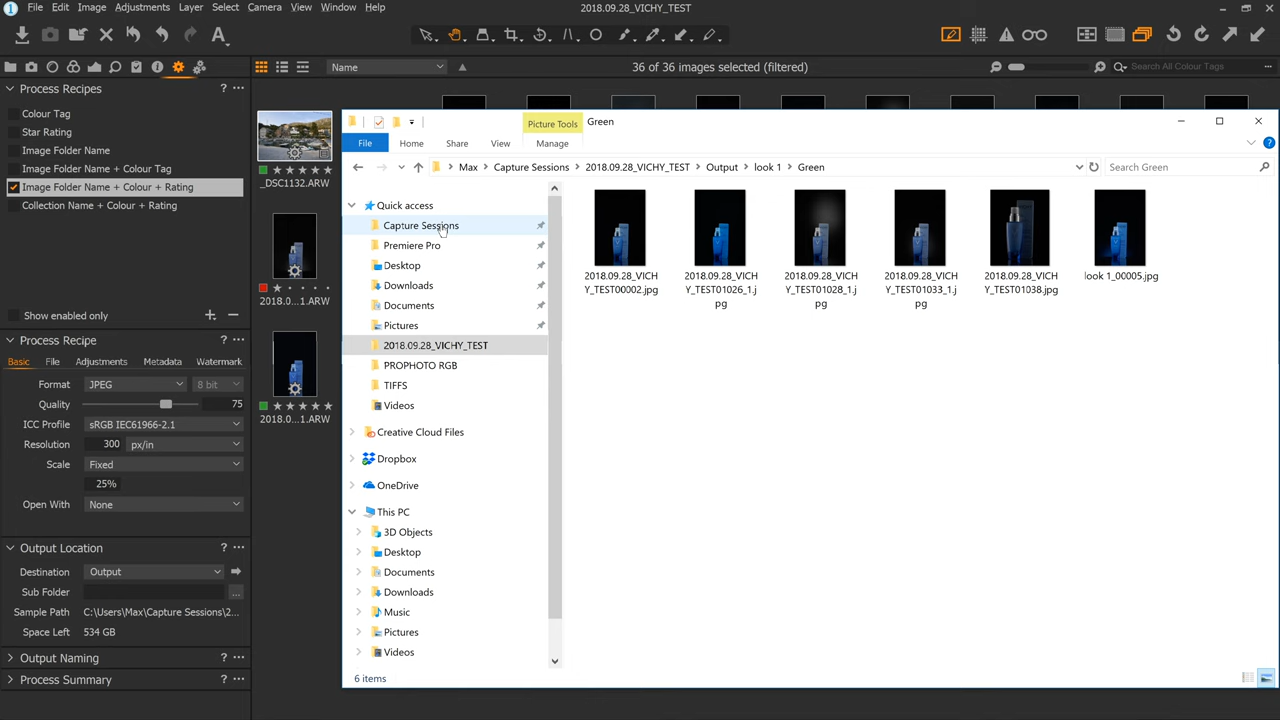 File Edit Image Adjustments Layer Select Camera View Window Help
2018.09.28_VICHY_TEST
Name
36 of 36 images selected (filtered)
Search All Colour Tags
Process Recipes
?
Colour Tag
Star Rating
Image Folder Name
Image Folder Name + Colour Tag
Image Folder Name + Colour + Rating
Collection Name + Colour + Rating
Show enabled only
Process Recipe
?
Basic File Adjustments Metadata Watermark
Format JPEG 8 bit
Quality 75
ICC Profile sRGB IEC61966-2.1
Resolution 300 px/in
Scale Fixed
25%
Open With None
Output Location
?
Destination Output
Sub Folder
...
Sample Path C:\Users\Max\Capture Sessions\2...
Space Left 534 GB
Output Naming
?
Process Summary
?
_DSC1132.ARW
2018.0...1.ARW
2018.0...1.ARW
Picture Tools
Green
File Home Share View Manage
Max > Capture Sessions > 2018.09.28_VICHY_TEST > Output > look 1 > Green
Search Green
Quick access
Capture Sessions
Premiere Pro
Desktop
Downloads
Documents
Pictures
2018.09.28_VICHY_TEST
PROPHOTO RGB
TIFFS
Videos
Creative Cloud Files
Dropbox
OneDrive
This PC
3D Objects
Desktop
Documents
Downloads
Music
Pictures
Videos
2018.09.28_VICH
Y_TEST00002.jpg
2018.09.28_VICH
Y_TEST01026_1.j
pg
2018.09.28_VICH
Y_TEST01028_1.j
pg
2018.09.28_VICH
Y_TEST01033_1.j
pg
2018.09.28_VICH
Y_TEST01038.jpg
look 1_00005.jpg
6 items